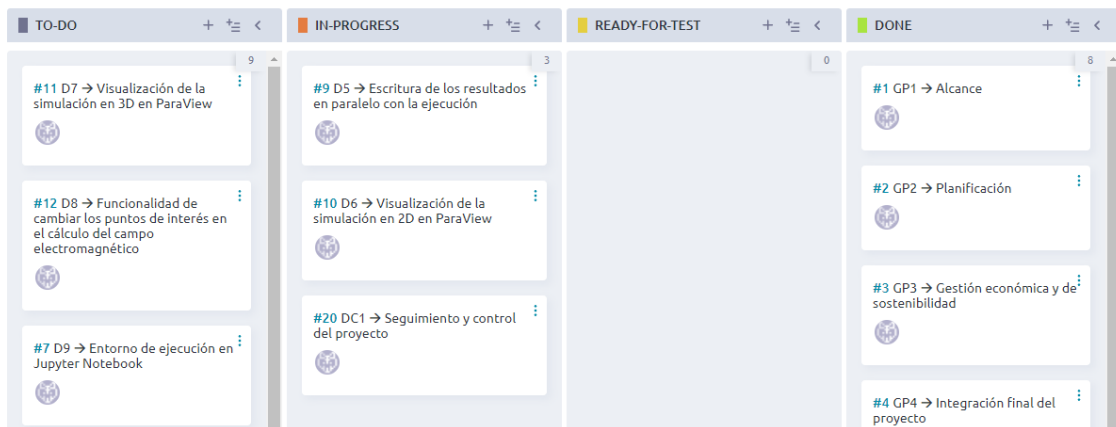 TO-DO
9
#11 D7 → Visualización de la
simulación en 3D en ParaView
#12 D8 → Funcionalidad de
cambiar los puntos de interés en
el cálculo del campo
electromagnético
#7 D9 → Entorno de ejecución en
Jupyter Notebook
IN-PROGRESS
3
#9 D5 → Escritura de los resultados
en paralelo con la ejecución
#10 D6 → Visualización de la
simulación en 2D en ParaView
#20 DC1 → Seguimiento y control
del proyecto
READY-FOR-TEST
0
DONE
8
#1 GP1 → Alcance
#2 GP2 → Planificación
#3 GP3 → Gestión económica y de
sostenibilidad
#4 GP4 → Integración final del
proyecto